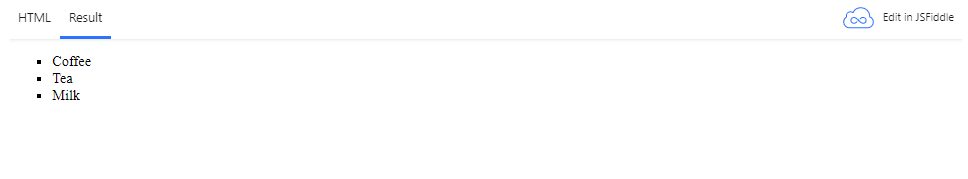 HTML Result Edit in JSFiddle
Coffee
Tea
Milk